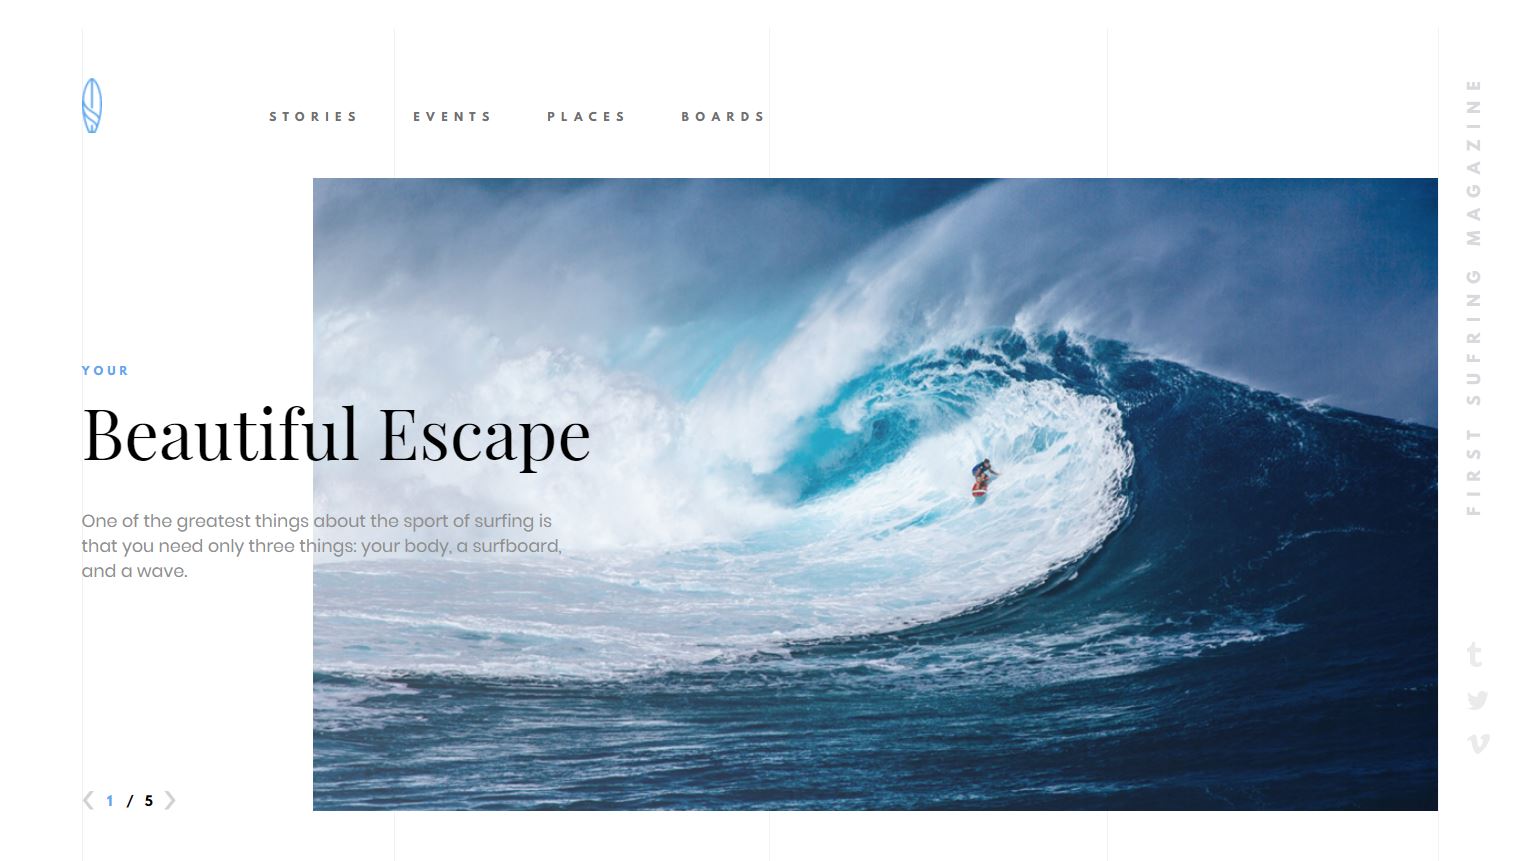 STORIES EVENTS PLACES BOARDS
YOUR
Beautiful Escape
One of the greatest things about the sport of surfing is
that you need only three things: your body, a surfboard,
and a wave.
1 / 5
FIRST SUFRING MAGAZINE